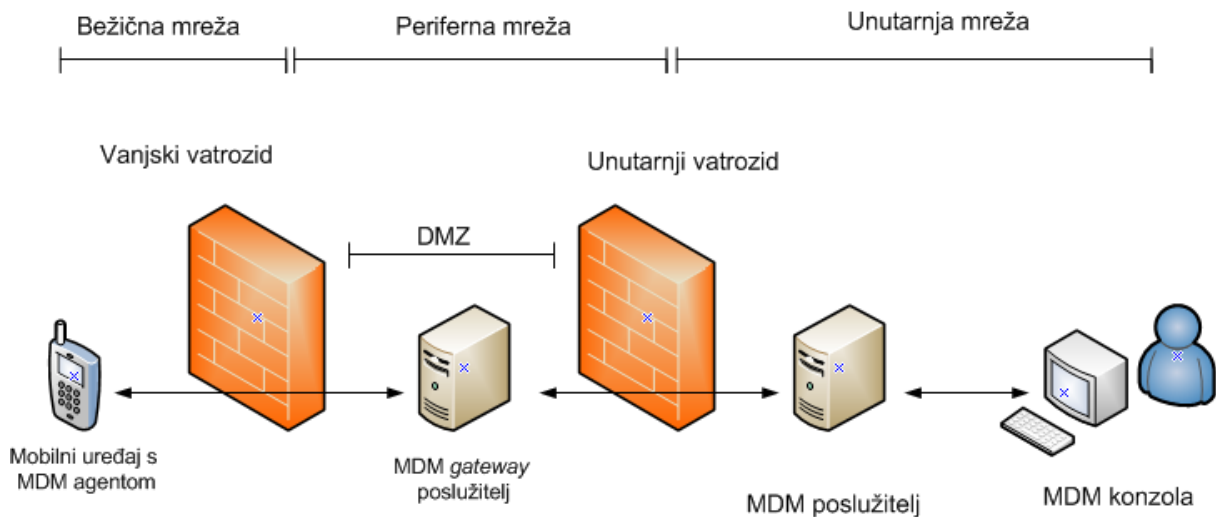 Bežična mreža
Periferna mreža
Unutarnja mreža
Vanjski vatrozid
Unutarnji vatrozid
DMZ
Mobilni uređaj s
MDM agentom
MDM gateway
poslužitelj
MDM poslužitelj
MDM konzola